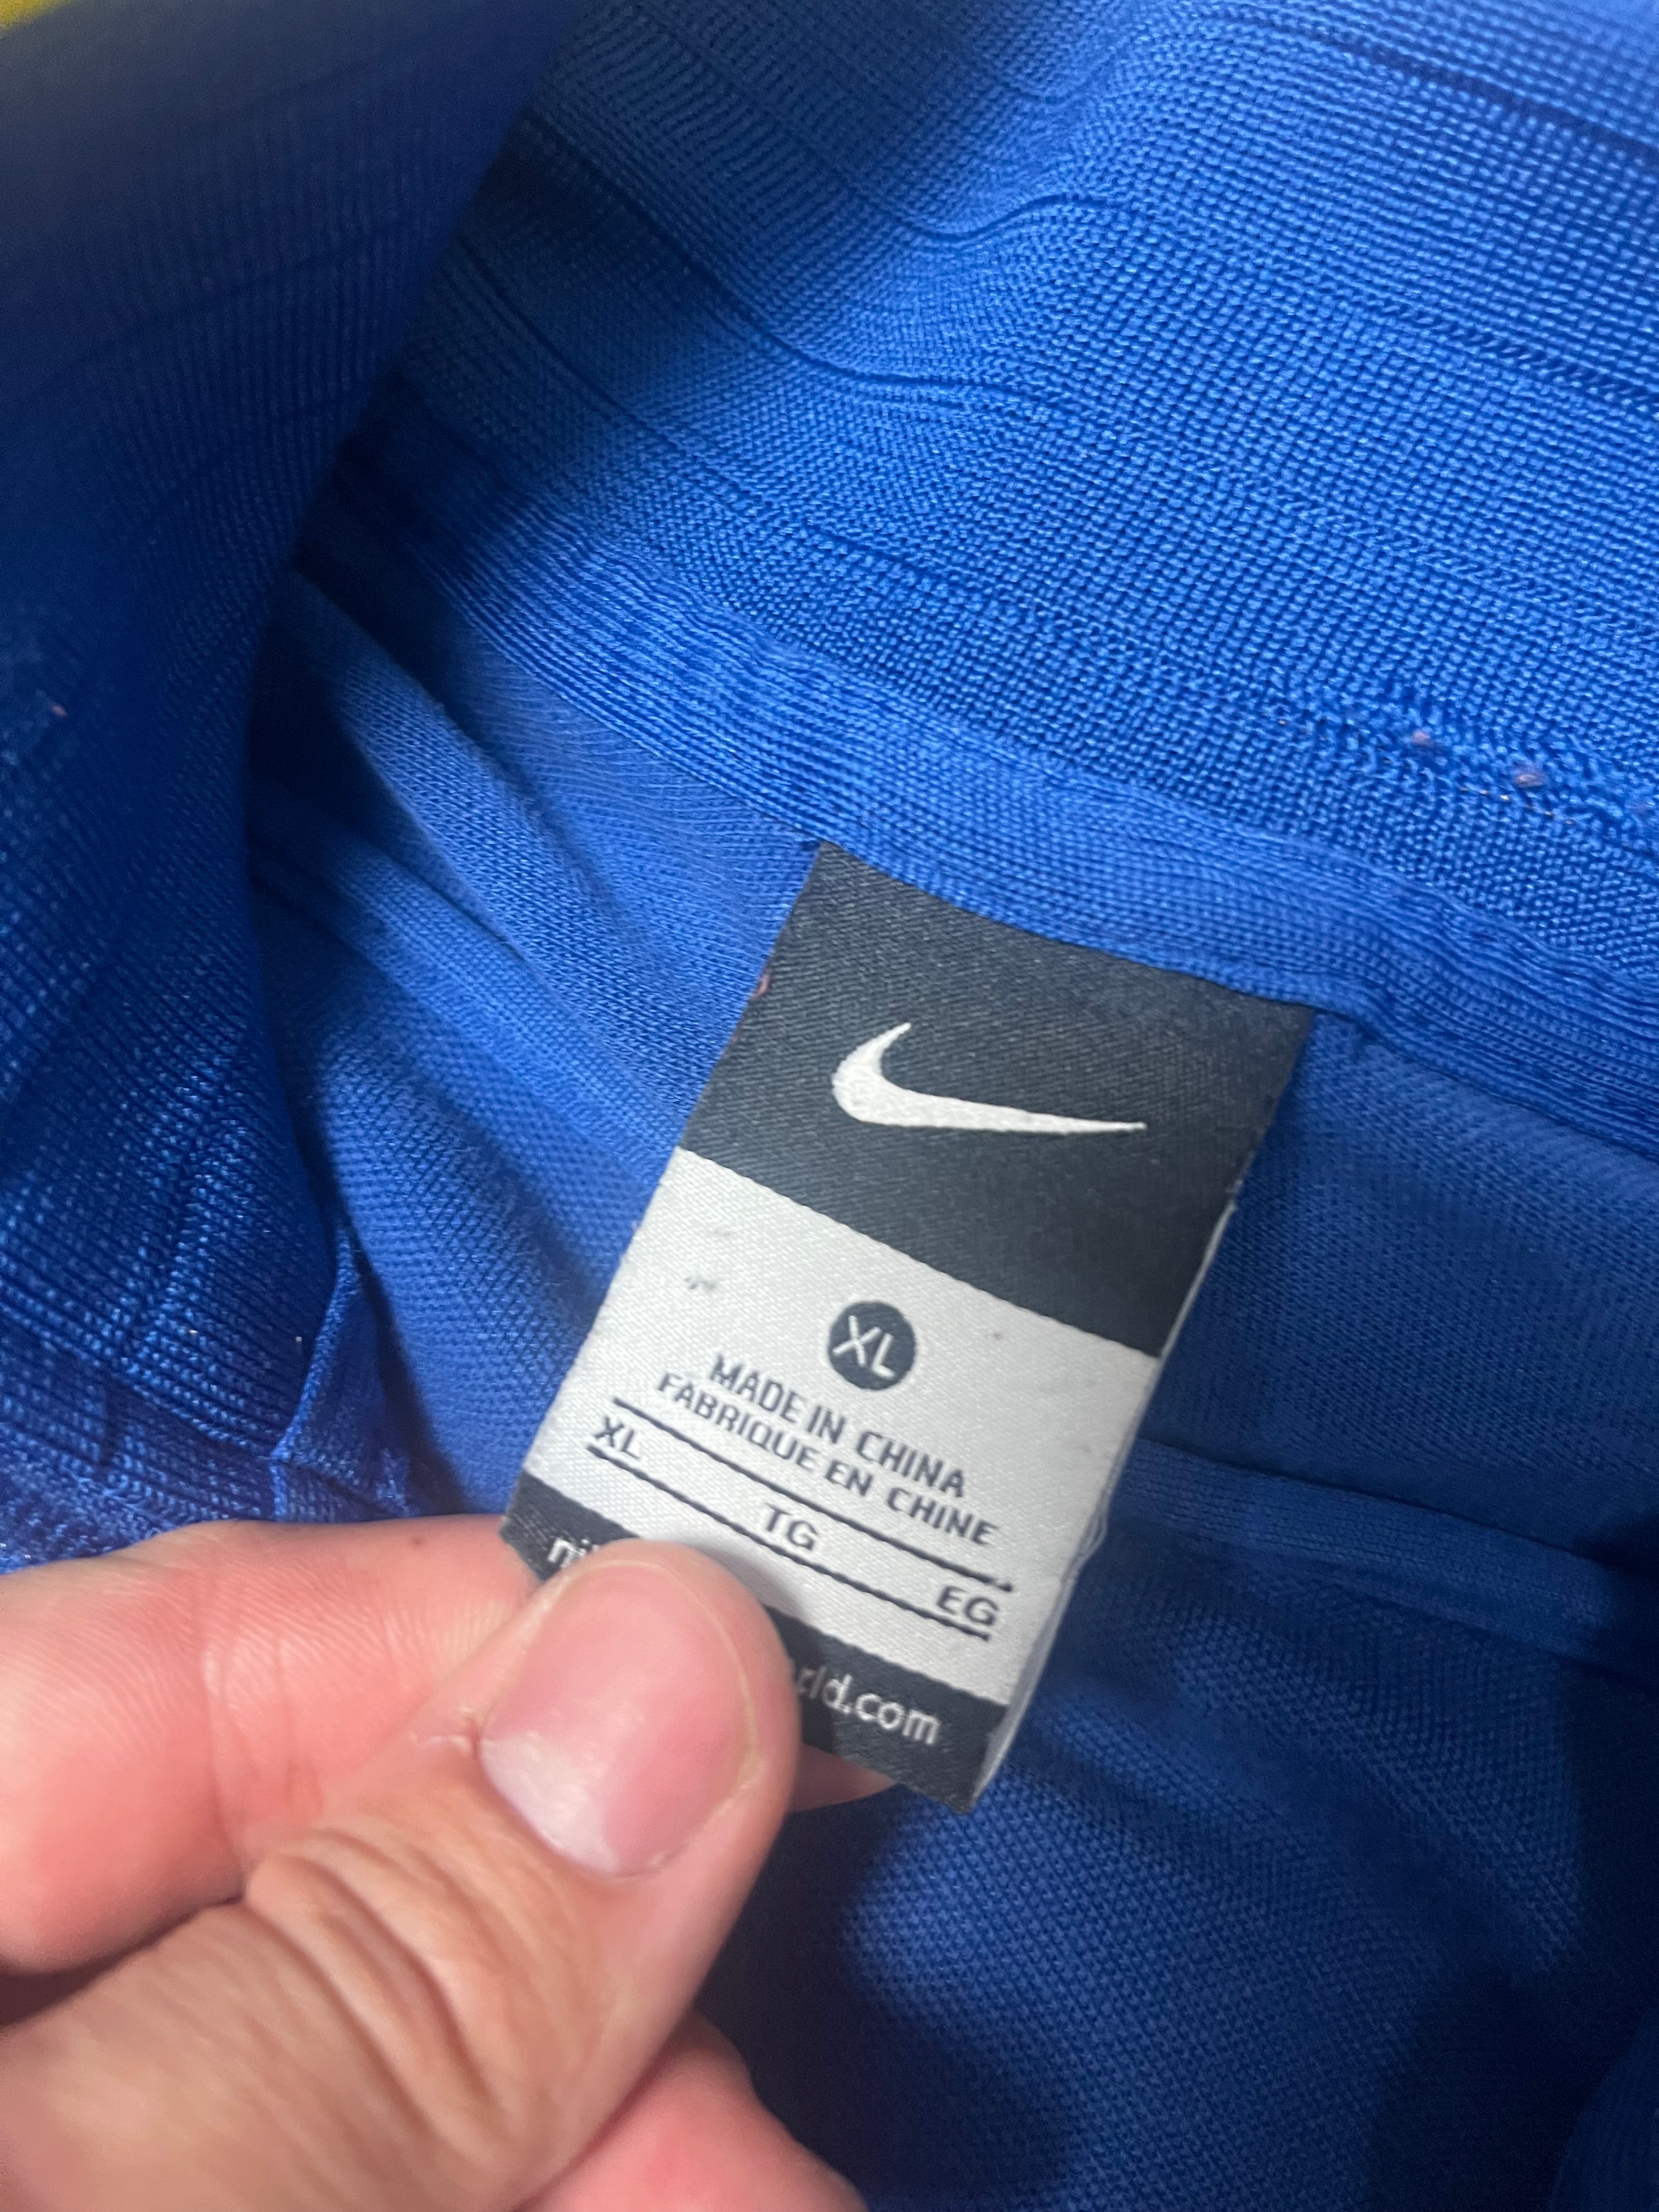 XL
MADE IN CHINA
FABRIQUE EN CHINE
XL TG EG